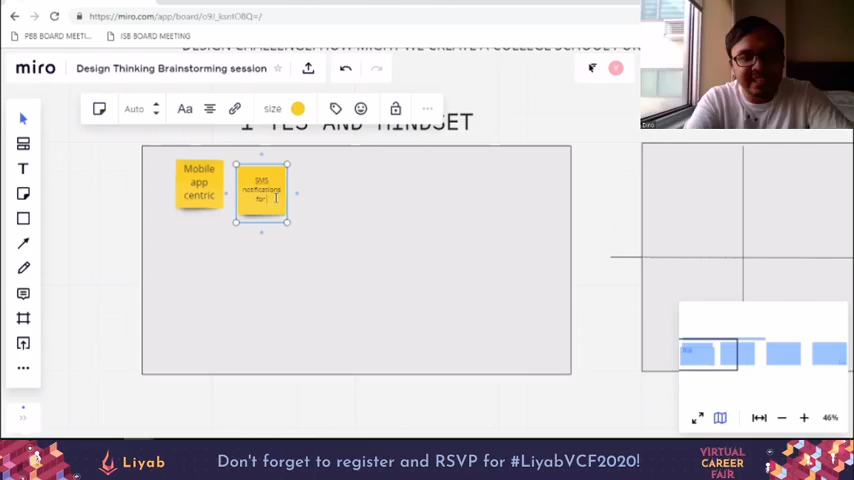 https://miro.com/app/board/o9J_ksntOBQ=/
PBB BOARD MEETI...
ISB BOARD MEETING
DESIGN CHALLENGE: HOW MIGHT WE CREATE A COLLEGE SCHOOL FOR
miro
Design Thinking Brainstorming session
Auto
Aa
size
1 YES AND MINDSET
Mobile
app
centric
SMS
notifications
for
Diro
46%
Liyab
Don't forget to register and RSVP for #LiyabVCF2020!
VIRTUAL
CAREER
FAIR